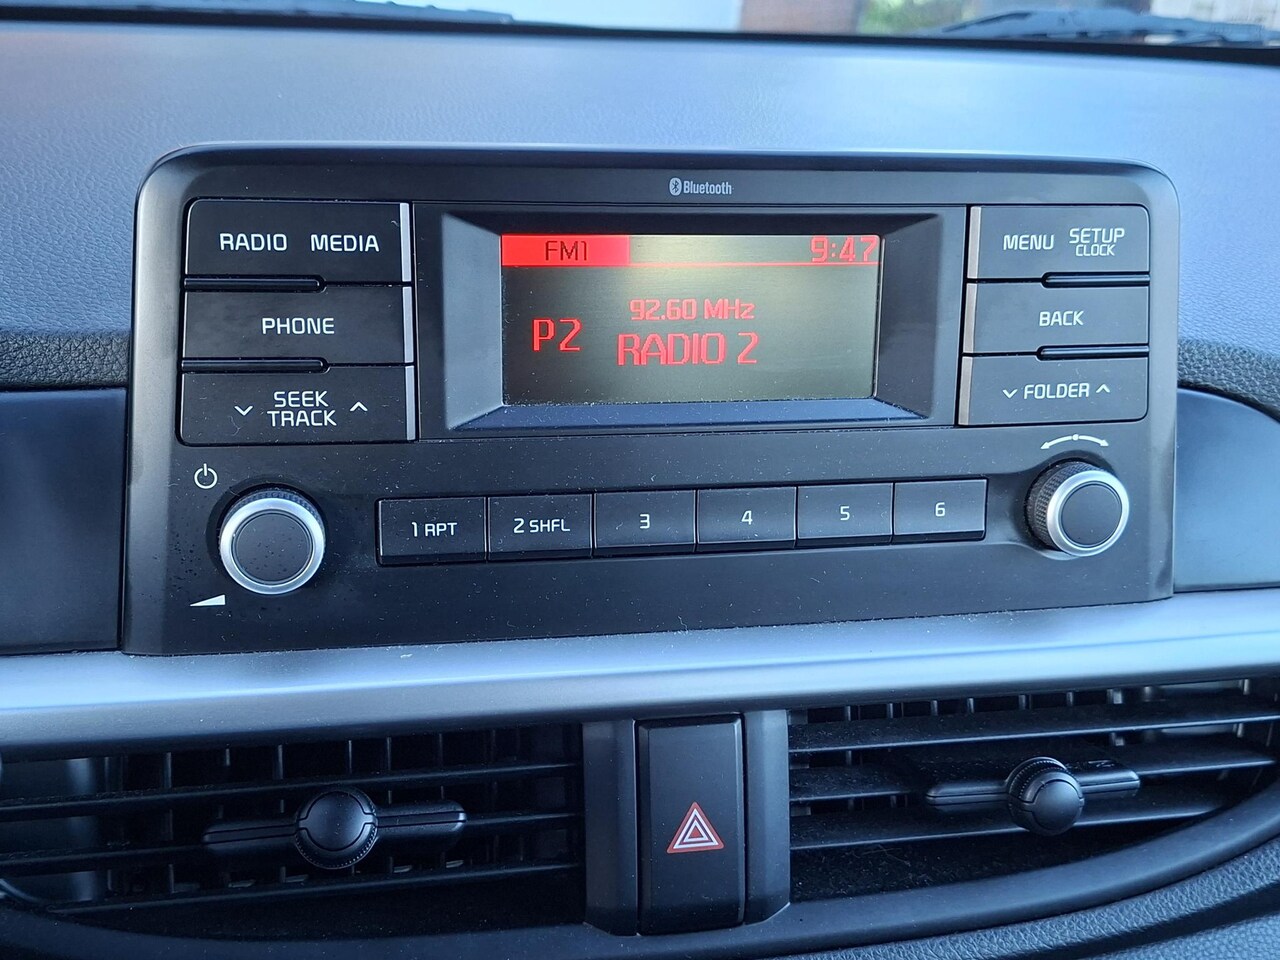 Bluetooth
RADIO MEDIA
PHONE
SEEK
TRACK
FM1 9:47
92.60 MHz
P2
RADIO 2
MENU SETUP
CLOCK
BACK
FOLDER
1 RPT 2 SHFL 3 4 5 6